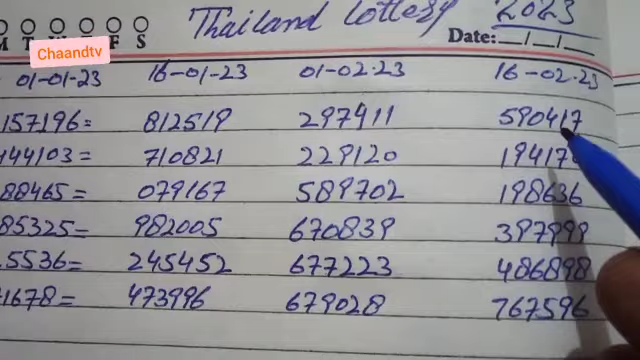 Thailand Lottery 2023
M T W T F S
Chaandtv
Date:
01-01-23 16-01-23 01-02-23 16-02-23
157196= 812519 297411 590417
144103= 710821 229120
88465= 079167 589702 198636
85325= 982005 670839 397999
5536= 245452 677223 486898
1678= 473996 679028 767596